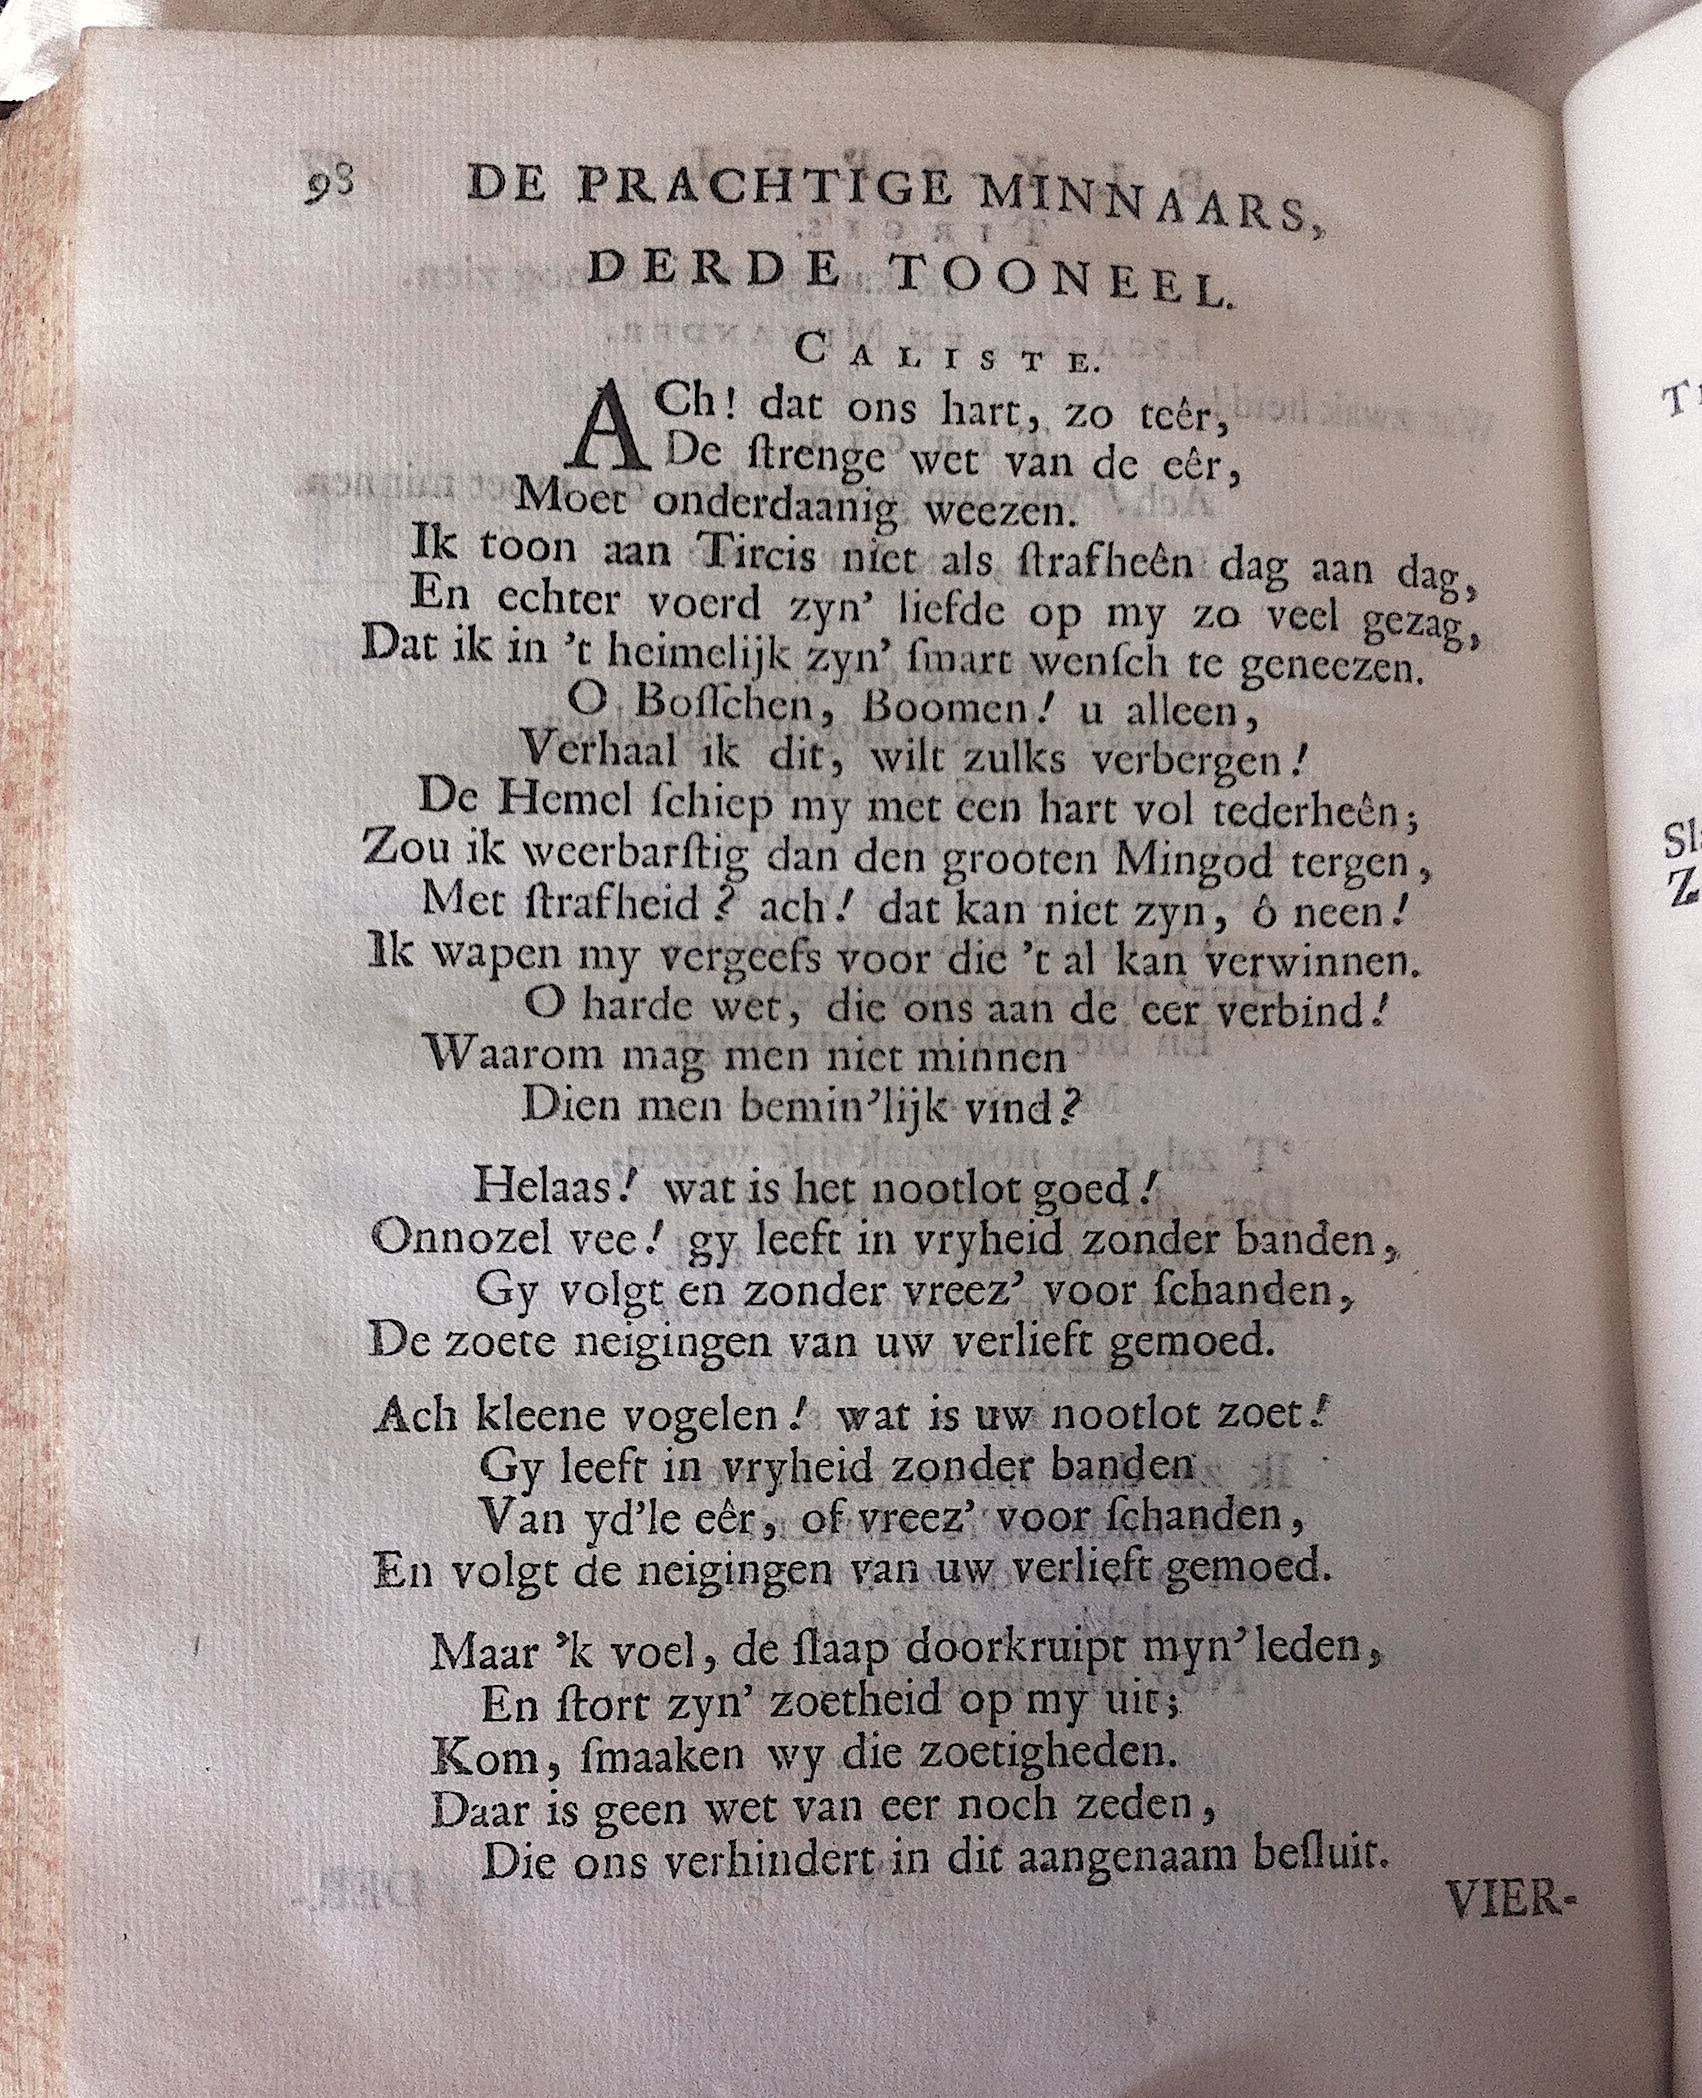 98 DE PRACHTIGE MINNAARS,
DERDE TOONEEL.
CALISTE.
ACh! dat ons hart, zo teêr,
De ſtrenge wet van de eêr,
Moet onderdaanig weezen.
Ik toon aan Tircis niet als ſtrafheên dag aan dag,
En echter voerd zyn' liefde op my zo veel gezag,
Dat ik in 't heimelijk zyn' ſmart wenſch te geneezen.
O Boſſchen, Boomen! u alleen,
Verhaal ik dit, wilt zulks verbergen!
De Hemel ſchiep my met een hart vol tederheên;
Zou ik weerbarſtig dan den grooten Mingod tergen,
Met ſtrafheid? ach! dat kan niet zyn, ô neen!
Ik wapen my vergeefs voor die 't al kan verwinnen.
O harde wet, die ons aan de eer verbind!
Waarom mag men niet minnen
Dien men bemin'lijk vind?
Helaas! wat is het nootlot goed!
Onnozel vee! gy leeft in vryheid zonder banden,
Gy volgt en zonder vreez' voor ſchanden,
De zoete neigingen van uw verlieft gemoed.
Ach kleene vogelen! wat is uw nootlot zoet!
Gy leeft in vryheid zonder banden
Van yd'le eêr, of vreez' voor ſchanden,
En volgt de neigingen van uw verlieft gemoed.
Maar 'k voel, de ſlaap doorkruipt myn' leden,
En ſtort zyn' zoetheid op my uit;
Kom, ſmaaken wy die zoetigheden.
Daar is geen wet van eer noch zeden,
Die ons verhindert in dit aangenaam beſluit.
VIER-